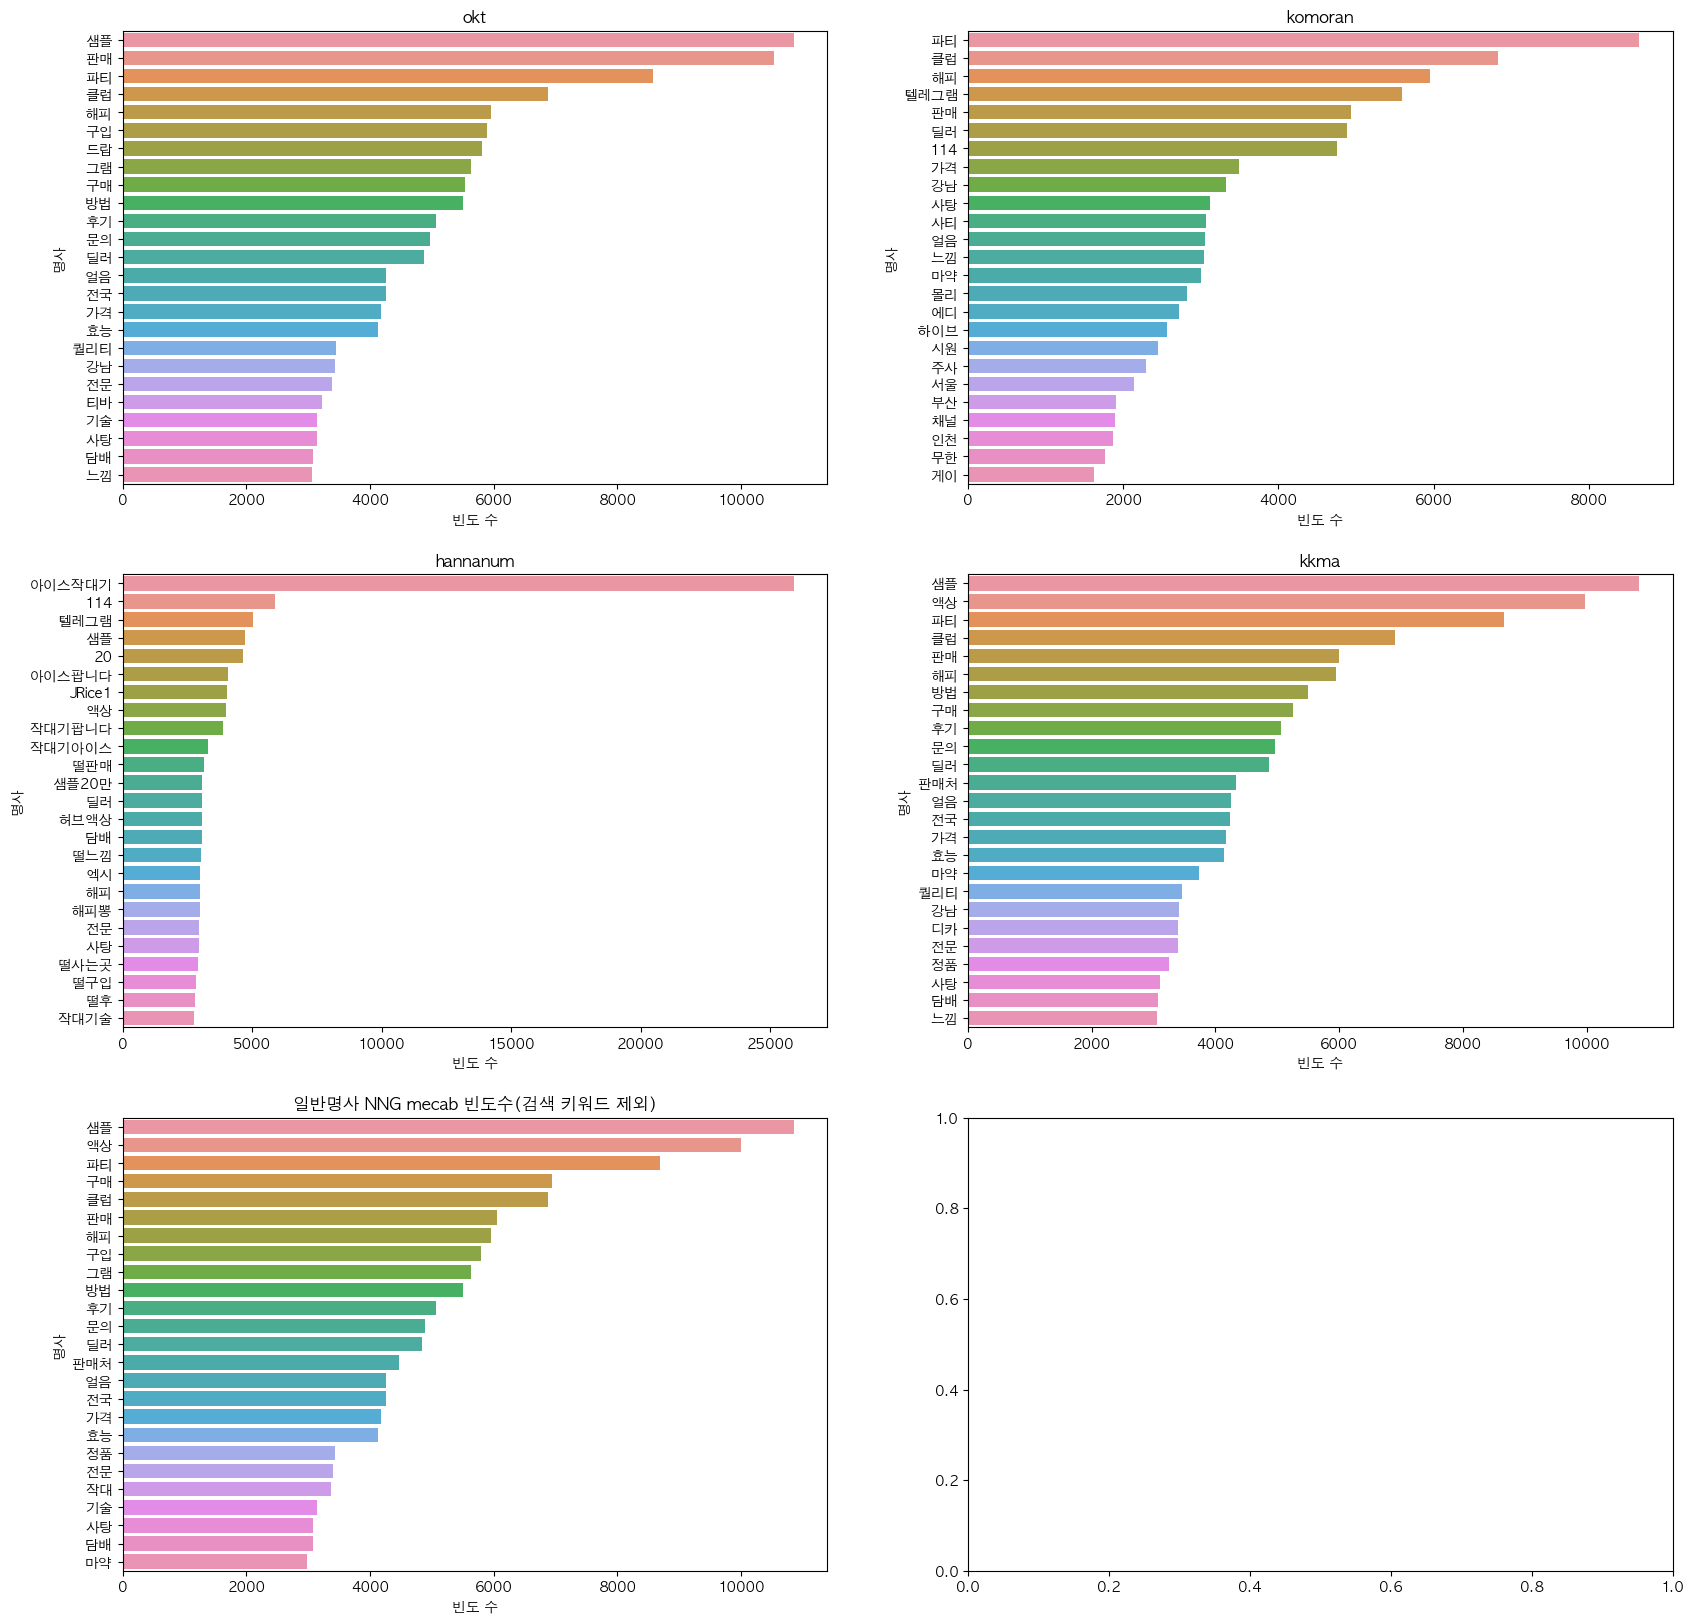 okt
샘플
판매
파티
클럽
해피
구입
드랍
그램
구매
방법
후기
문의
딜러
얼음
전국
가격
효능
퀄리티
강남
전문
티바
기술
사탕
담배
느낌
명사
0 2000 4000 6000 8000 10000
빈도 수
komoran
파티
클럽
해피
텔레그램
판매
딜러
114
가격
강남
사탕
사티
얼음
느낌
마약
몰리
에디
하이브
시원
주사
서울
부산
채널
인천
무한
게이
명사
0 2000 4000 6000 8000
빈도 수
hannanum
아이스작대기
114
텔레그램
샘플
20
아이스팝니다
JRice1
액상
작대기팝니다
작대기아이스
떨판매
샘플20만
딜러
허브액상
담배
떨느낌
엑시
해피
해피뽕
전문
사탕
떨사는곳
떨구입
떨후
작대기술
명사
0 5000 10000 15000 20000 25000
빈도 수
kkma
샘플
액상
파티
클럽
판매
해피
방법
구매
후기
문의
딜러
판매처
얼음
전국
가격
효능
마약
퀄리티
강남
디카
전문
정품
사탕
담배
느낌
명사
0 2000 4000 6000 8000 10000
빈도 수
일반명사 NNG mecab 빈도수(검색 키워드 제외)
샘플
액상
파티
구매
클럽
판매
해피
구입
그램
방법
후기
문의
딜러
판매처
얼음
전국
가격
효능
정품
전문
작대
기술
사탕
담배
마약
명사
0 2000 4000 6000 8000 10000
빈도 수
1.0
0.8
0.6
0.4
0.2
0.0
0.0 0.2 0.4 0.6 0.8 1.0